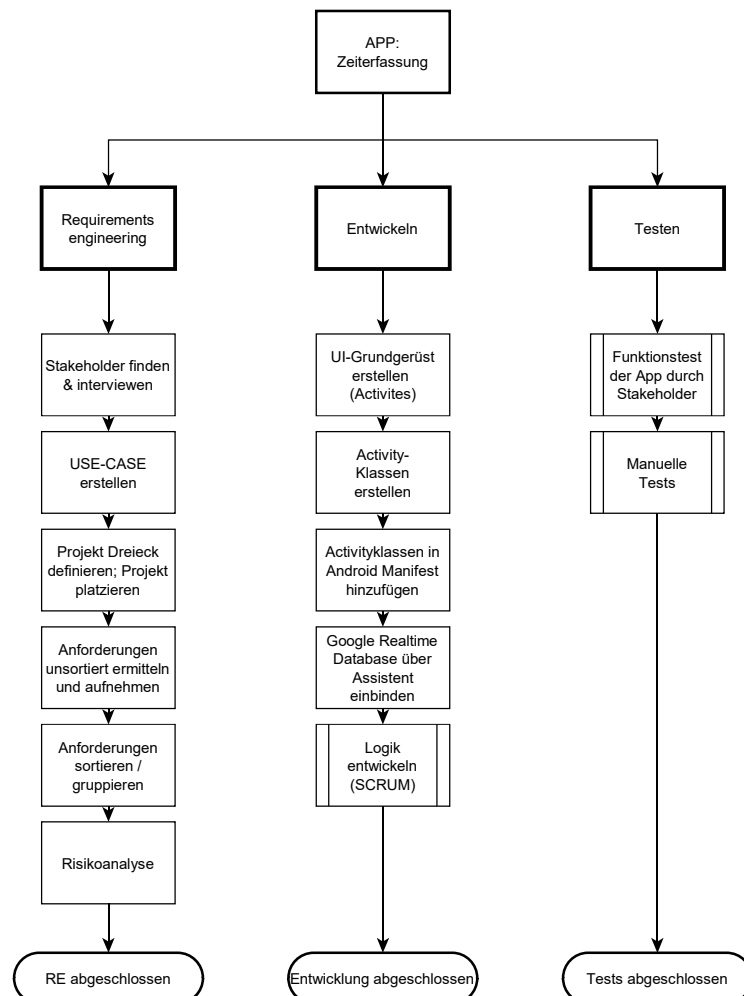 APP:
Zeiterfassung
Requirements
engineering
Entwickeln
Testen
Stakeholder finden
& interviewen
USE-CASE
erstellen
Projekt Dreieck
definieren; Projekt
platzieren
Anforderungen
unsortiert ermitteln
und aufnehmen
Anforderungen
sortieren /
gruppieren
Risikoanalyse
RE abgeschlossen
UI-Grundgerüst
erstellen
(Activites)
Activity-
Klassen
erstellen
Activityklassen in
Android Manifest
hinzufügen
Google Realtime
Database über
Assistent
einbinden
Logik
entwickeln
(SCRUM)
Entwicklung abgeschlossen
Funktionstest
der App durch
Stakeholder
Manuelle
Tests
Tests abgeschlossen